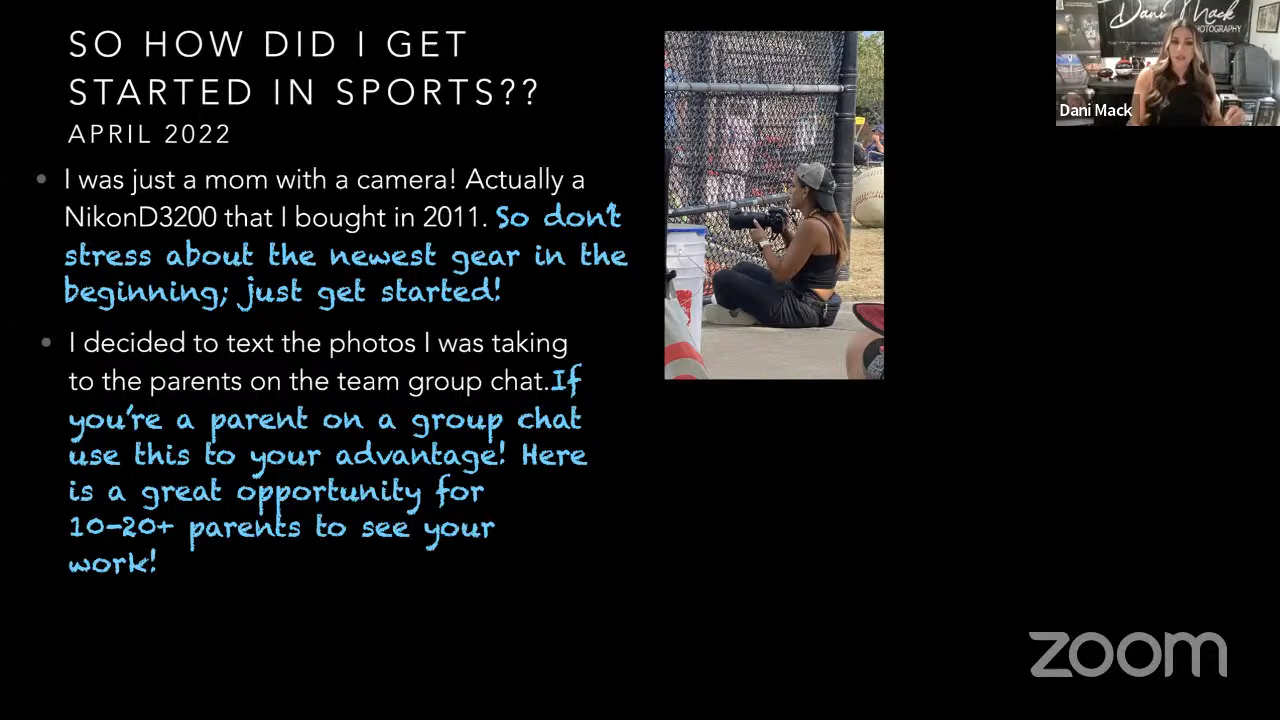 SO HOW DID I GET
STARTED IN SPORTS??
APRIL 2022
I was just a mom with a camera! Actually a
NikonD3200 that I bought in 2011. So don't
stress about the newest gear in the
beginning; just get started!
I decided to text the photos I was taking
to the parents on the team group chat.If
you're a parent on a group chat
use this to your advantage! Here
is a great opportunity for
10-20+ parents to see your
work!
Dani Mack
PHOTOGRAPHY
Dani Mack
zoom